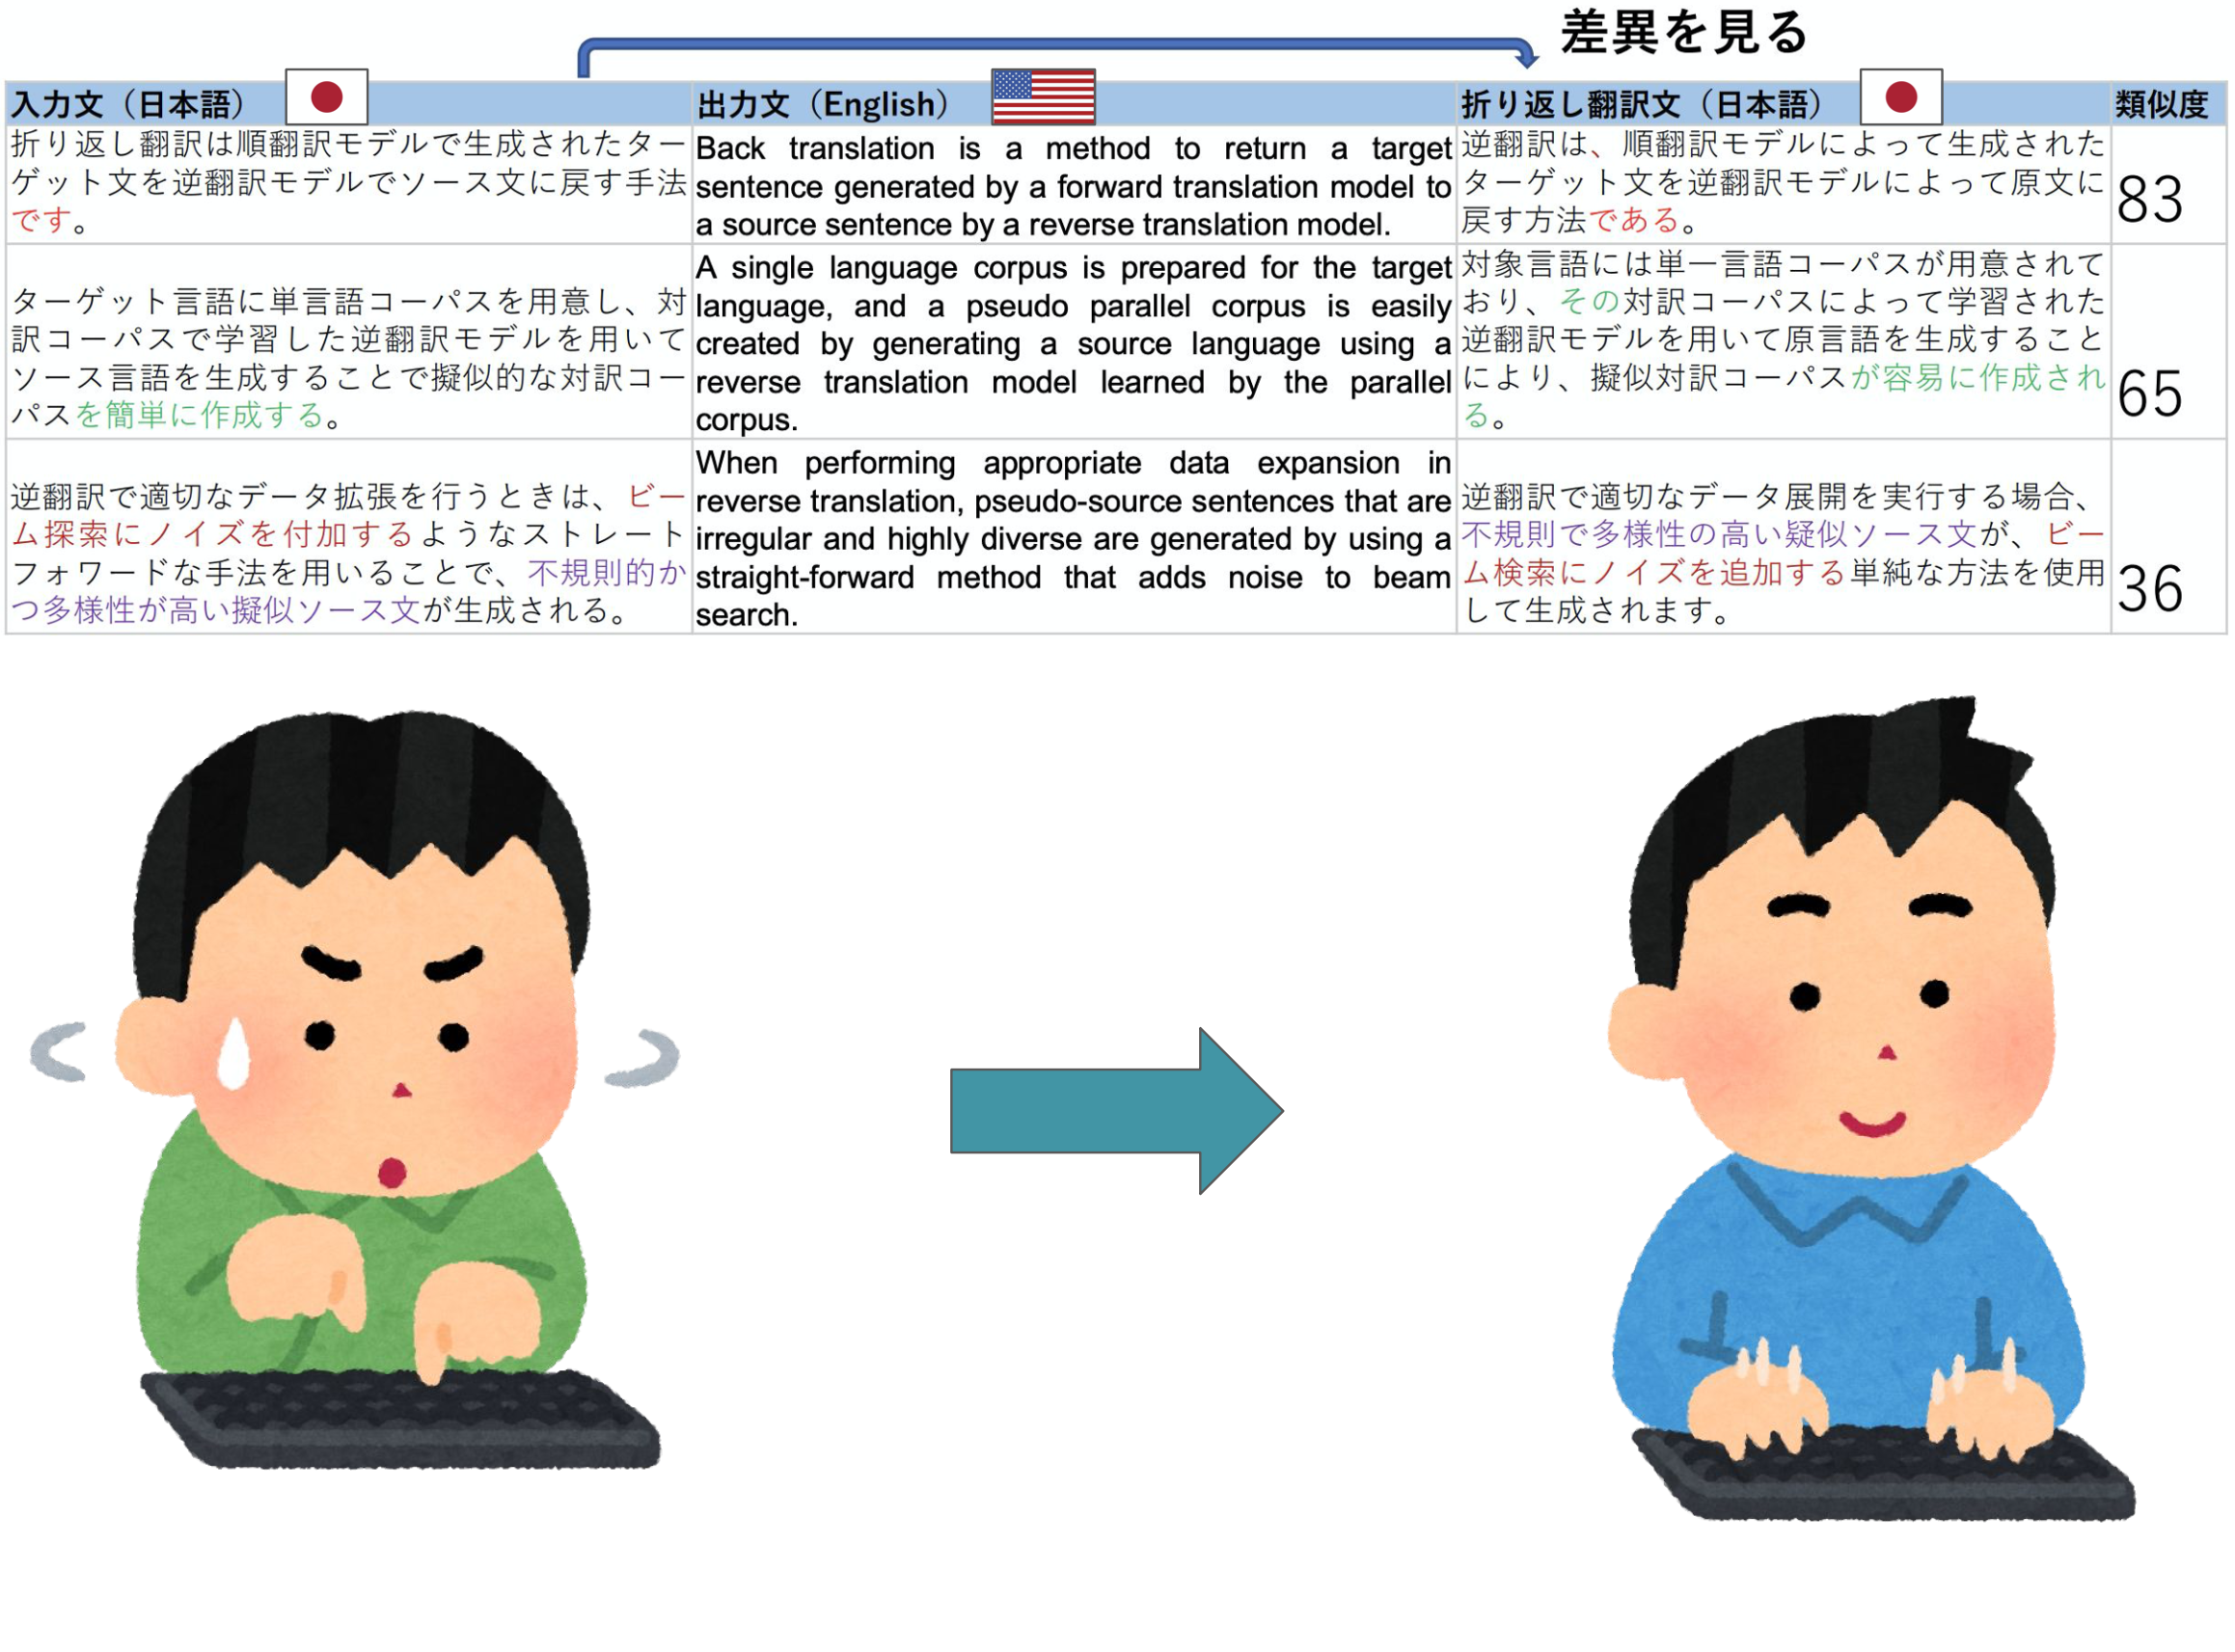 差異を見る
入力文（日本語）
出力文（English）
折り返し翻訳文（日本語）
類似度
折り返し翻訳は順翻訳モデルで生成されたター
ゲット文を逆翻訳モデルでソース文に戻す手法
です。
Back translation is a method to return a target
sentence generated by a forward translation model to
a source sentence by a reverse translation model.
逆翻訳は、順翻訳モデルによって生成された
ターゲット文を逆翻訳モデルによって原文に
戻す方法である。
83
ターゲット言語に単言語コーパスを用意し、対
訳コーパスで学習した逆翻訳モデルを用いて
ソース言語を生成することで擬似的な対訳コー
パスを簡単に作成する。
A single language corpus is prepared for the target
language, and a pseudo parallel corpus is easily
created by generating a source language using a
reverse translation model learned by the parallel
corpus.
対象言語には単一言語コーパスが用意されて
おり、その対訳コーパスによって学習された
逆翻訳モデルを用いて原言語を生成すること
により、擬似対訳コーパスが容易に作成され
る。
65
逆翻訳で適切なデータ拡張を行うときは、ビー
ム探索にノイズを付加するようなストレート
フォワードな手法を用いることで、不規則的か
つ多様性が高い擬似ソース文が生成される。
When performing appropriate data expansion in
reverse translation, pseudo-source sentences that are
irregular and highly diverse are generated by using a
straight-forward method that adds noise to beam
search.
逆翻訳で適切なデータ展開を実行する場合、
不規則で多様性の高い疑似ソース文が、ビー
ム検索にノイズを追加する単純な方法を使用
して生成されます。
36